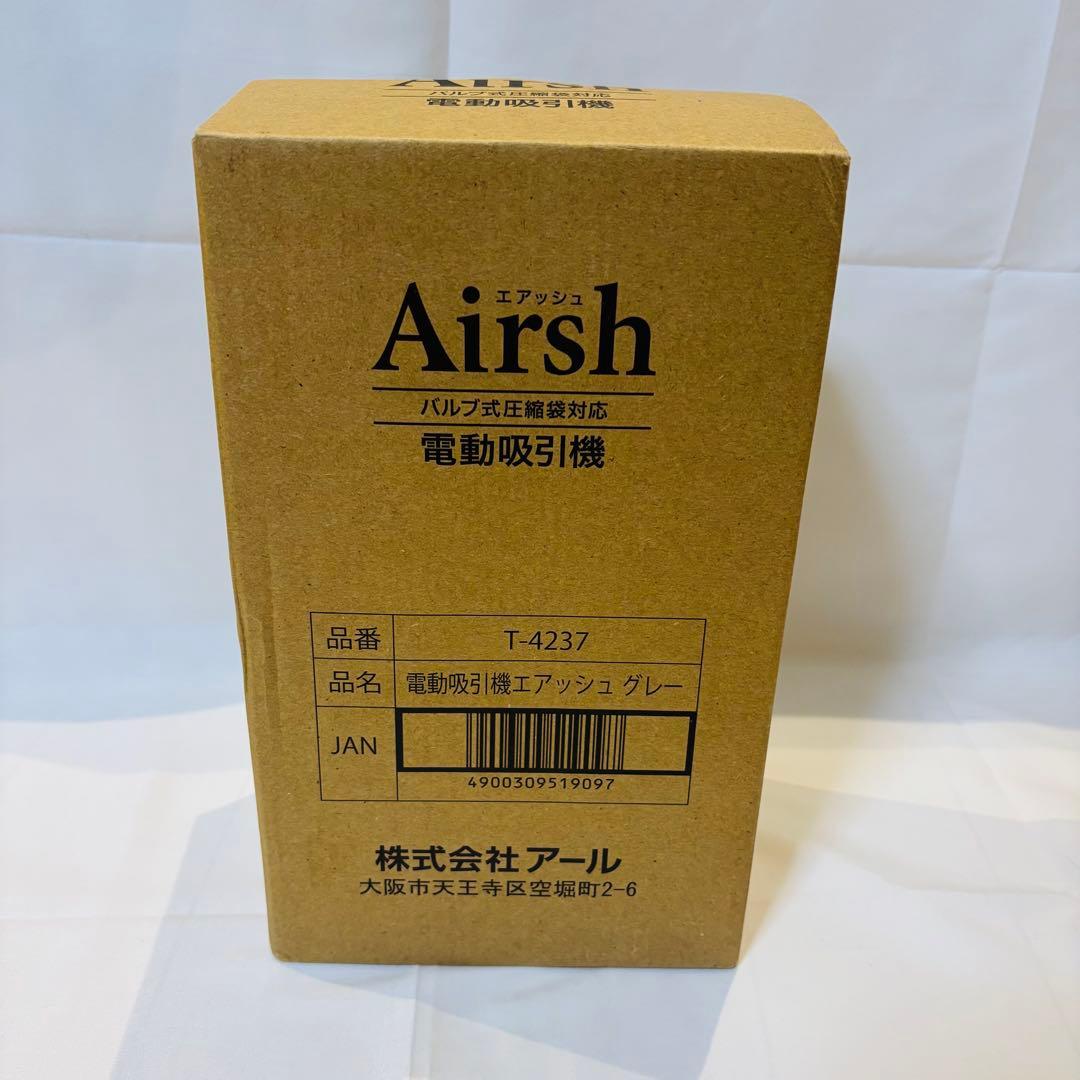 Airsh
バルブ式圧縮袋対応
電動吸引機
エアッシュ
Airsh
バルブ式圧縮袋対応
電動吸引機
品番 T-4237
品名 電動吸引機エアッシュ グレー
JAN
4900309519097
株式会社 アール
大阪市天王寺区空堀町2-6